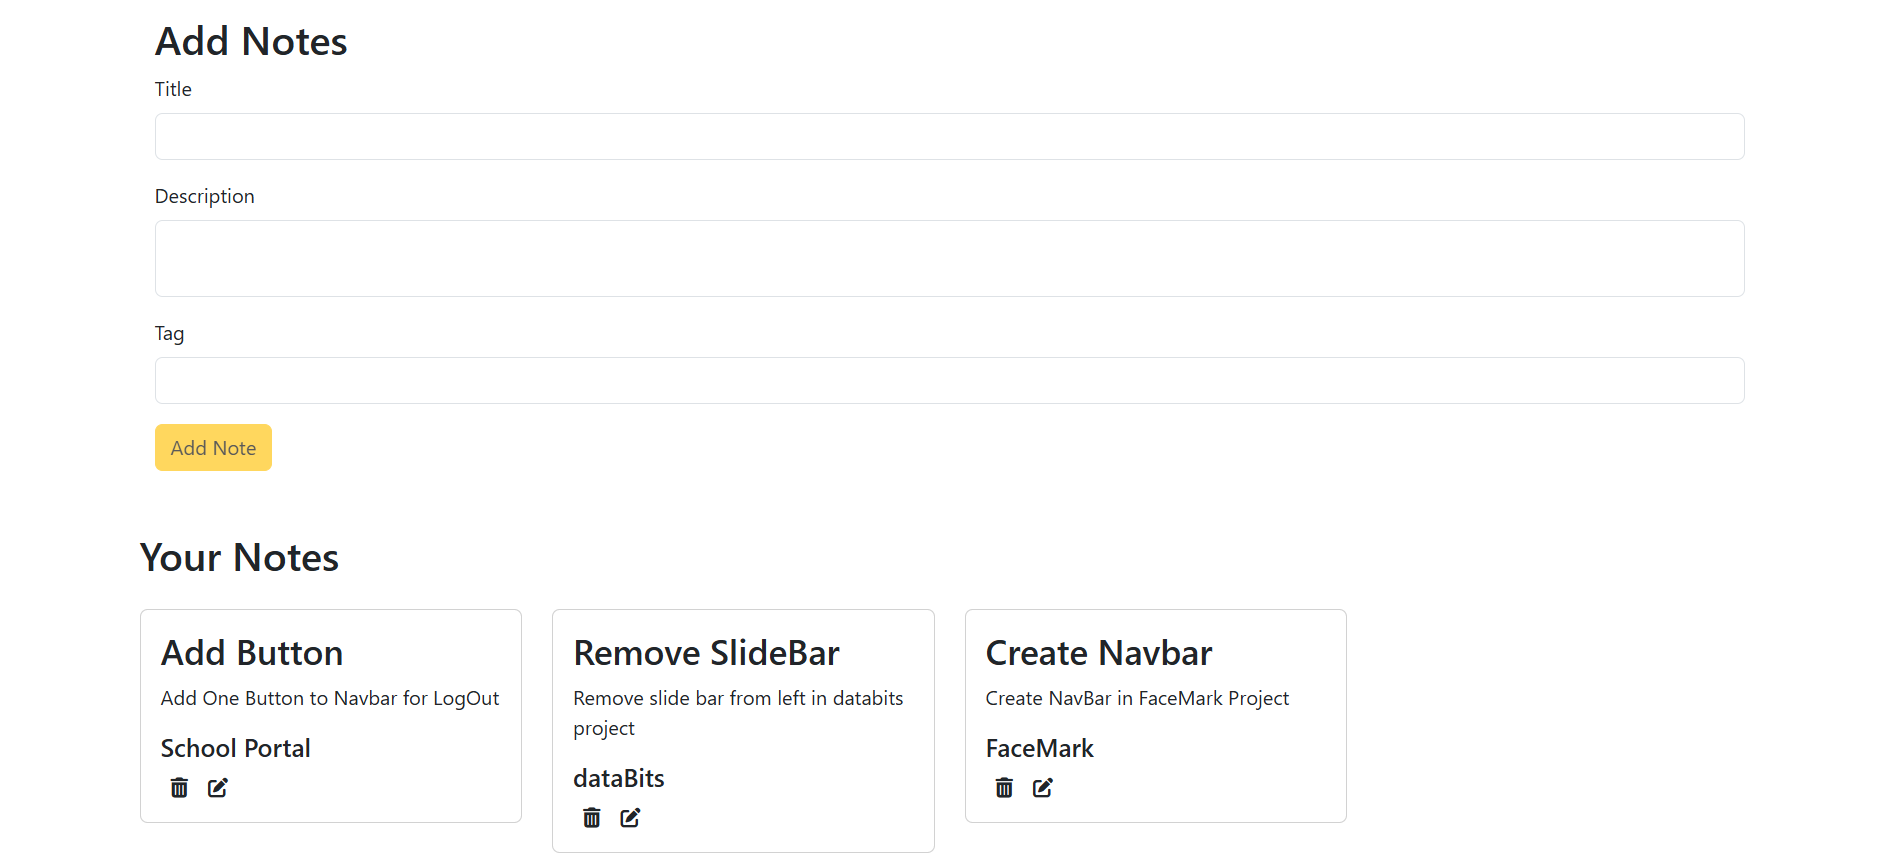 Add Notes
Title
Description
Tag
Add Note
Your Notes
Add Button
Add One Button to Navbar for LogOut
School Portal
Remove SlideBar
Remove slide bar from left in databits
project
dataBits
Create Navbar
Create NavBar in FaceMark Project
FaceMark